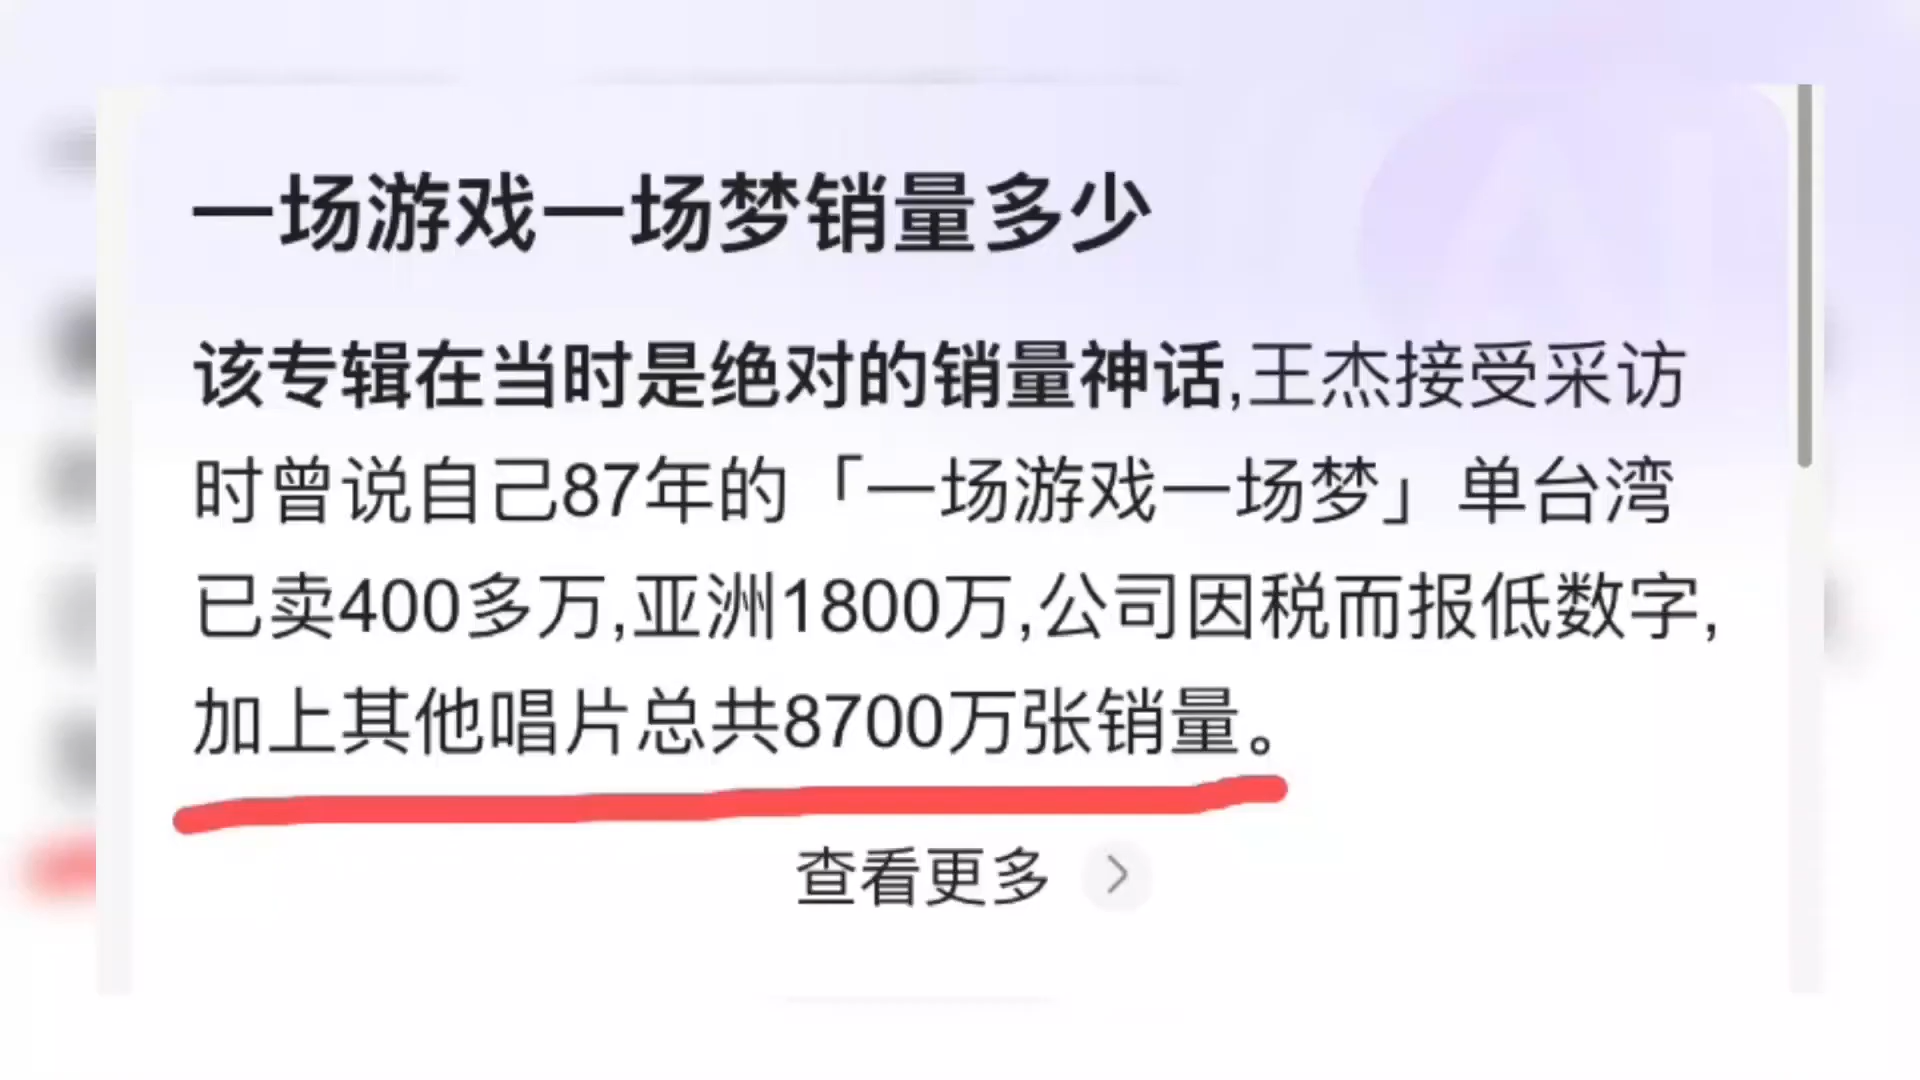 一场游戏一场梦销量多少
该专辑在当时是绝对的销量神话,王杰接受采访
时曾说自己87年的「一场游戏一场梦」单台湾
已卖400多万,亚洲1800万,公司因税而报低数字,
加上其他唱片总共8700万张销量。
查看更多